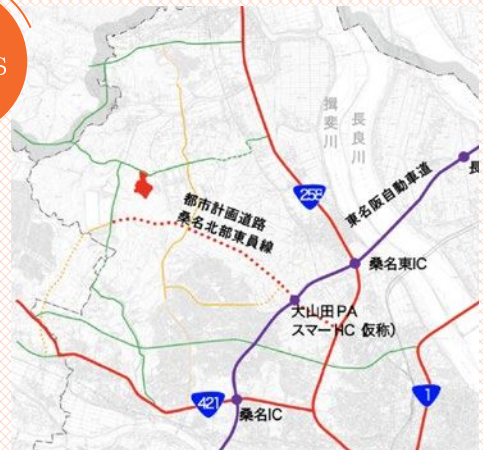 S
揖斐川
長良川
258
東名阪自動車道
長
都市計画道路
桑名北部東員線
桑名東IC
大山田PA
スマートIC（仮称）
421
桑名IC
1